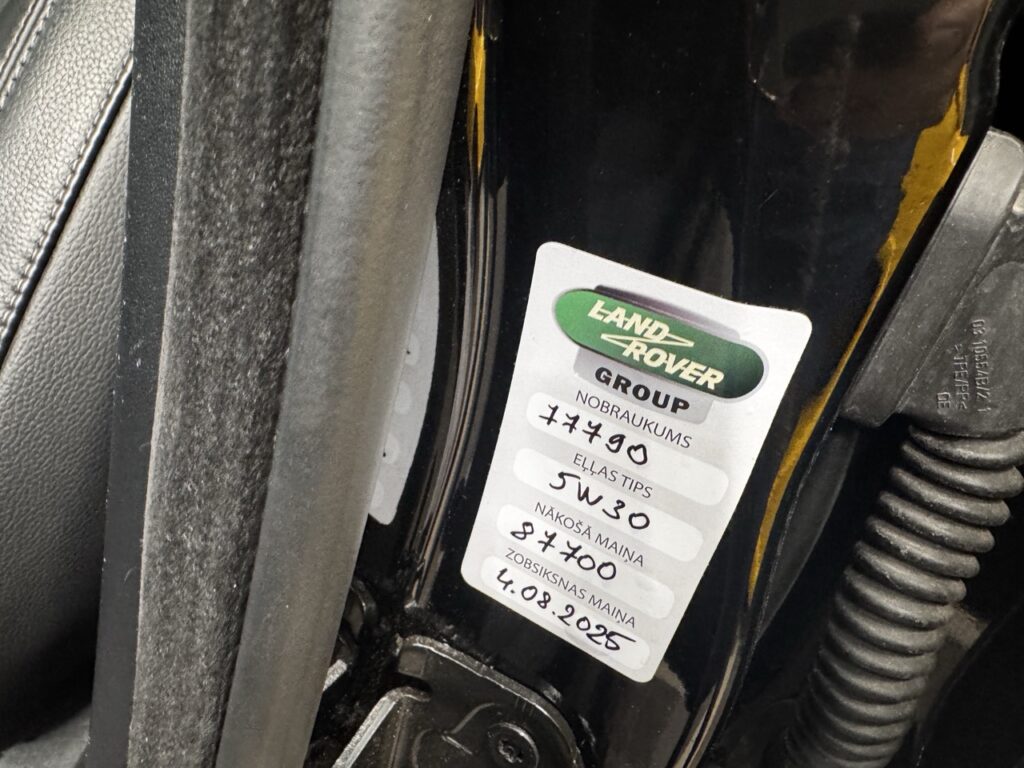 LAND
ROVER
GROUP
NOBRAUKUMS
77790
EĻĻAS TIPS
5W30
NĀKOŠĀ MAIŅA
87700
ZOBSIKSNAS MAIŅA
4.08.2025